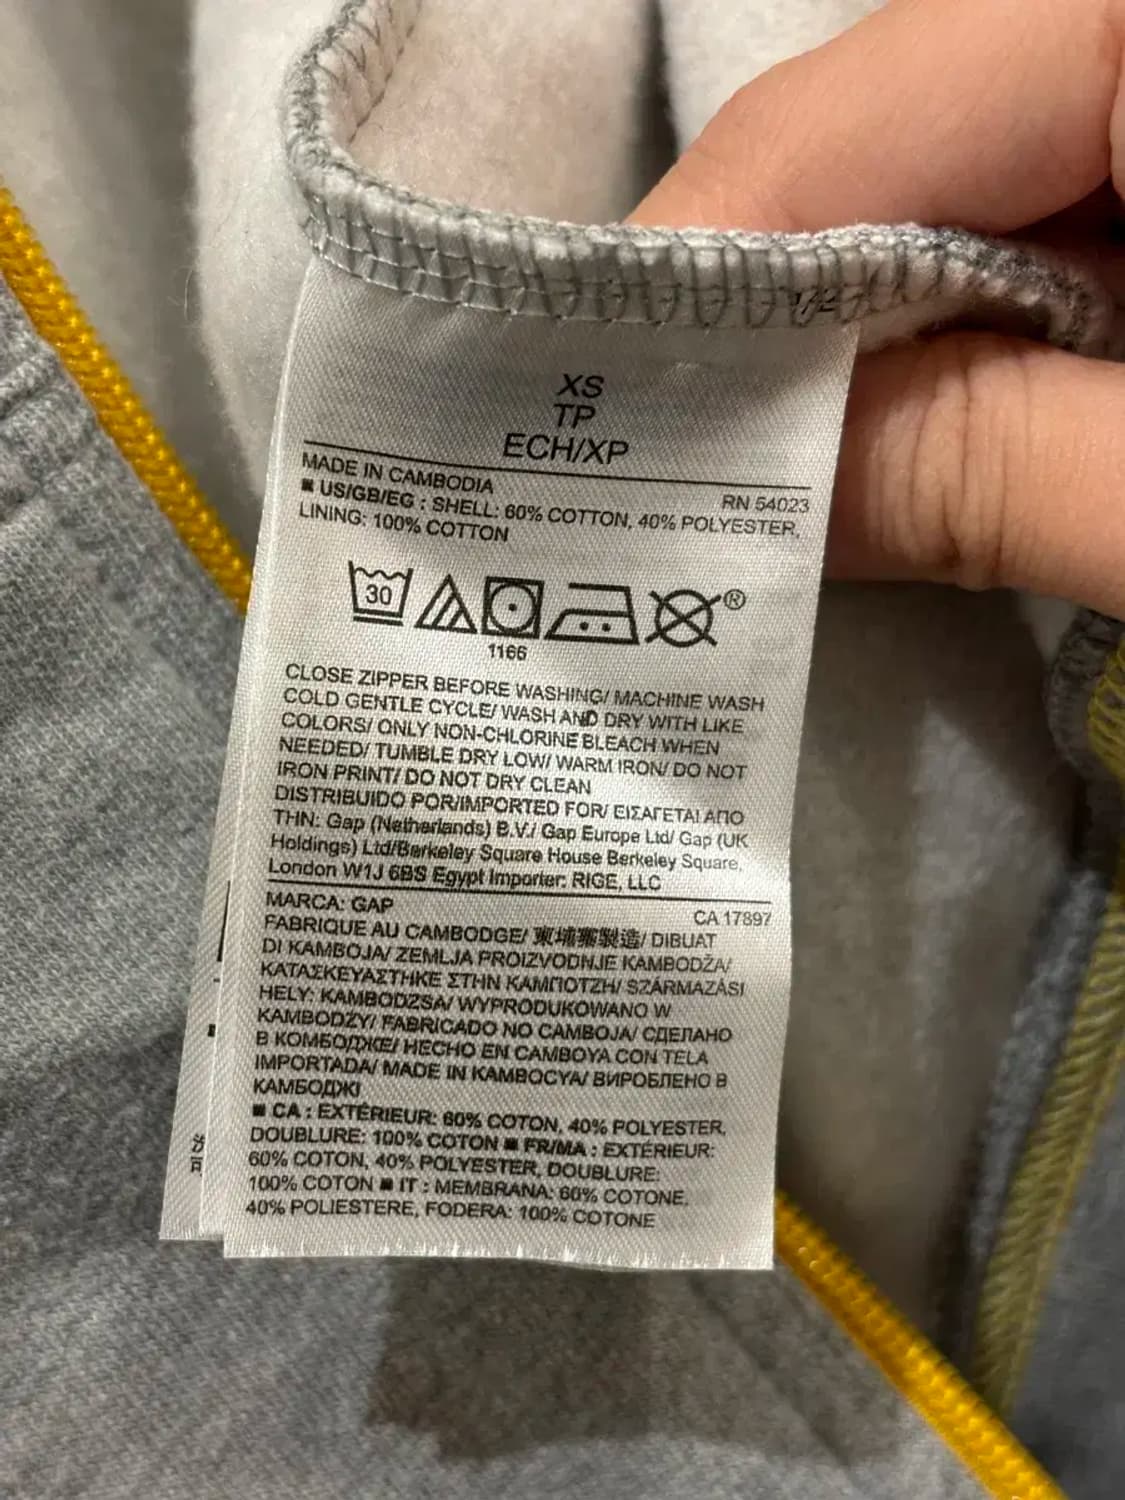 XS
TP
ECH/XP
MADE IN CAMBODIA
RN 54023
■ US/GB/EG : SHELL: 60% COTTON, 40% POLYESTER,
LINING: 100% COTTON
30
®
1166
CLOSE ZIPPER BEFORE WASHING/ MACHINE WASH
COLD GENTLE CYCLE/ WASH AND DRY WITH LIKE
COLORS/ ONLY NON-CHLORINE BLEACH WHEN
NEEDED/ TUMBLE DRY LOW/ WARM IRON/ DO NOT
IRON PRINT/ DO NOT DRY CLEAN
DISTRIBUIDO POR/IMPORTED FOR/ ΕΙΣΑΓΕΤΑΙ ΑΠΟ
ΤΗΝ: Gap (Netherlands) B.V./ Gap Europe Ltd/ Gap (UK
Holdings) Ltd/Berkeley Square House Berkeley Square,
London W1J 6BS Egypt Importer: RIGE, LLC
MARCA: GAP
CA 17897
FABRIQUE AU CAMBODGE/ 柬埔寨製造/ DIBUAT
DI KAMBOJA/ ZEMLJA PROIZVODNJE KAMBODŽA/
ΚΑΤΑΣΚΕΥΑΣΤΗΚΕ ΣΤΗΝ ΚΑΜΠΟΤΖΗ/ SZÁRMAZÁSI
HELY: KAMBODZSA/ WYPRODUKOWANO W
KAMBODŻY/ FABRICADO NO CAMBOJA/ СДЕЛАНО
В КОМБОДЖЕ/ HECHO EN CAMBOYA CON TELA
IMPORTADA/ MADE IN KAMBOCYA/ ВИРОБЛЕНО В
КАМБОДЖІ
■ CA : EXTÉRIEUR: 60% COTON, 40% POLYESTER,
DOUBLURE: 100% COTON ■ FR/MA : EXTÉRIEUR:
60% COTON, 40% POLYESTER, DOUBLURE:
100% COTON ■ IT : MEMBRANA: 60% COTONE,
40% POLIESTERE, FODERA: 100% COTONE